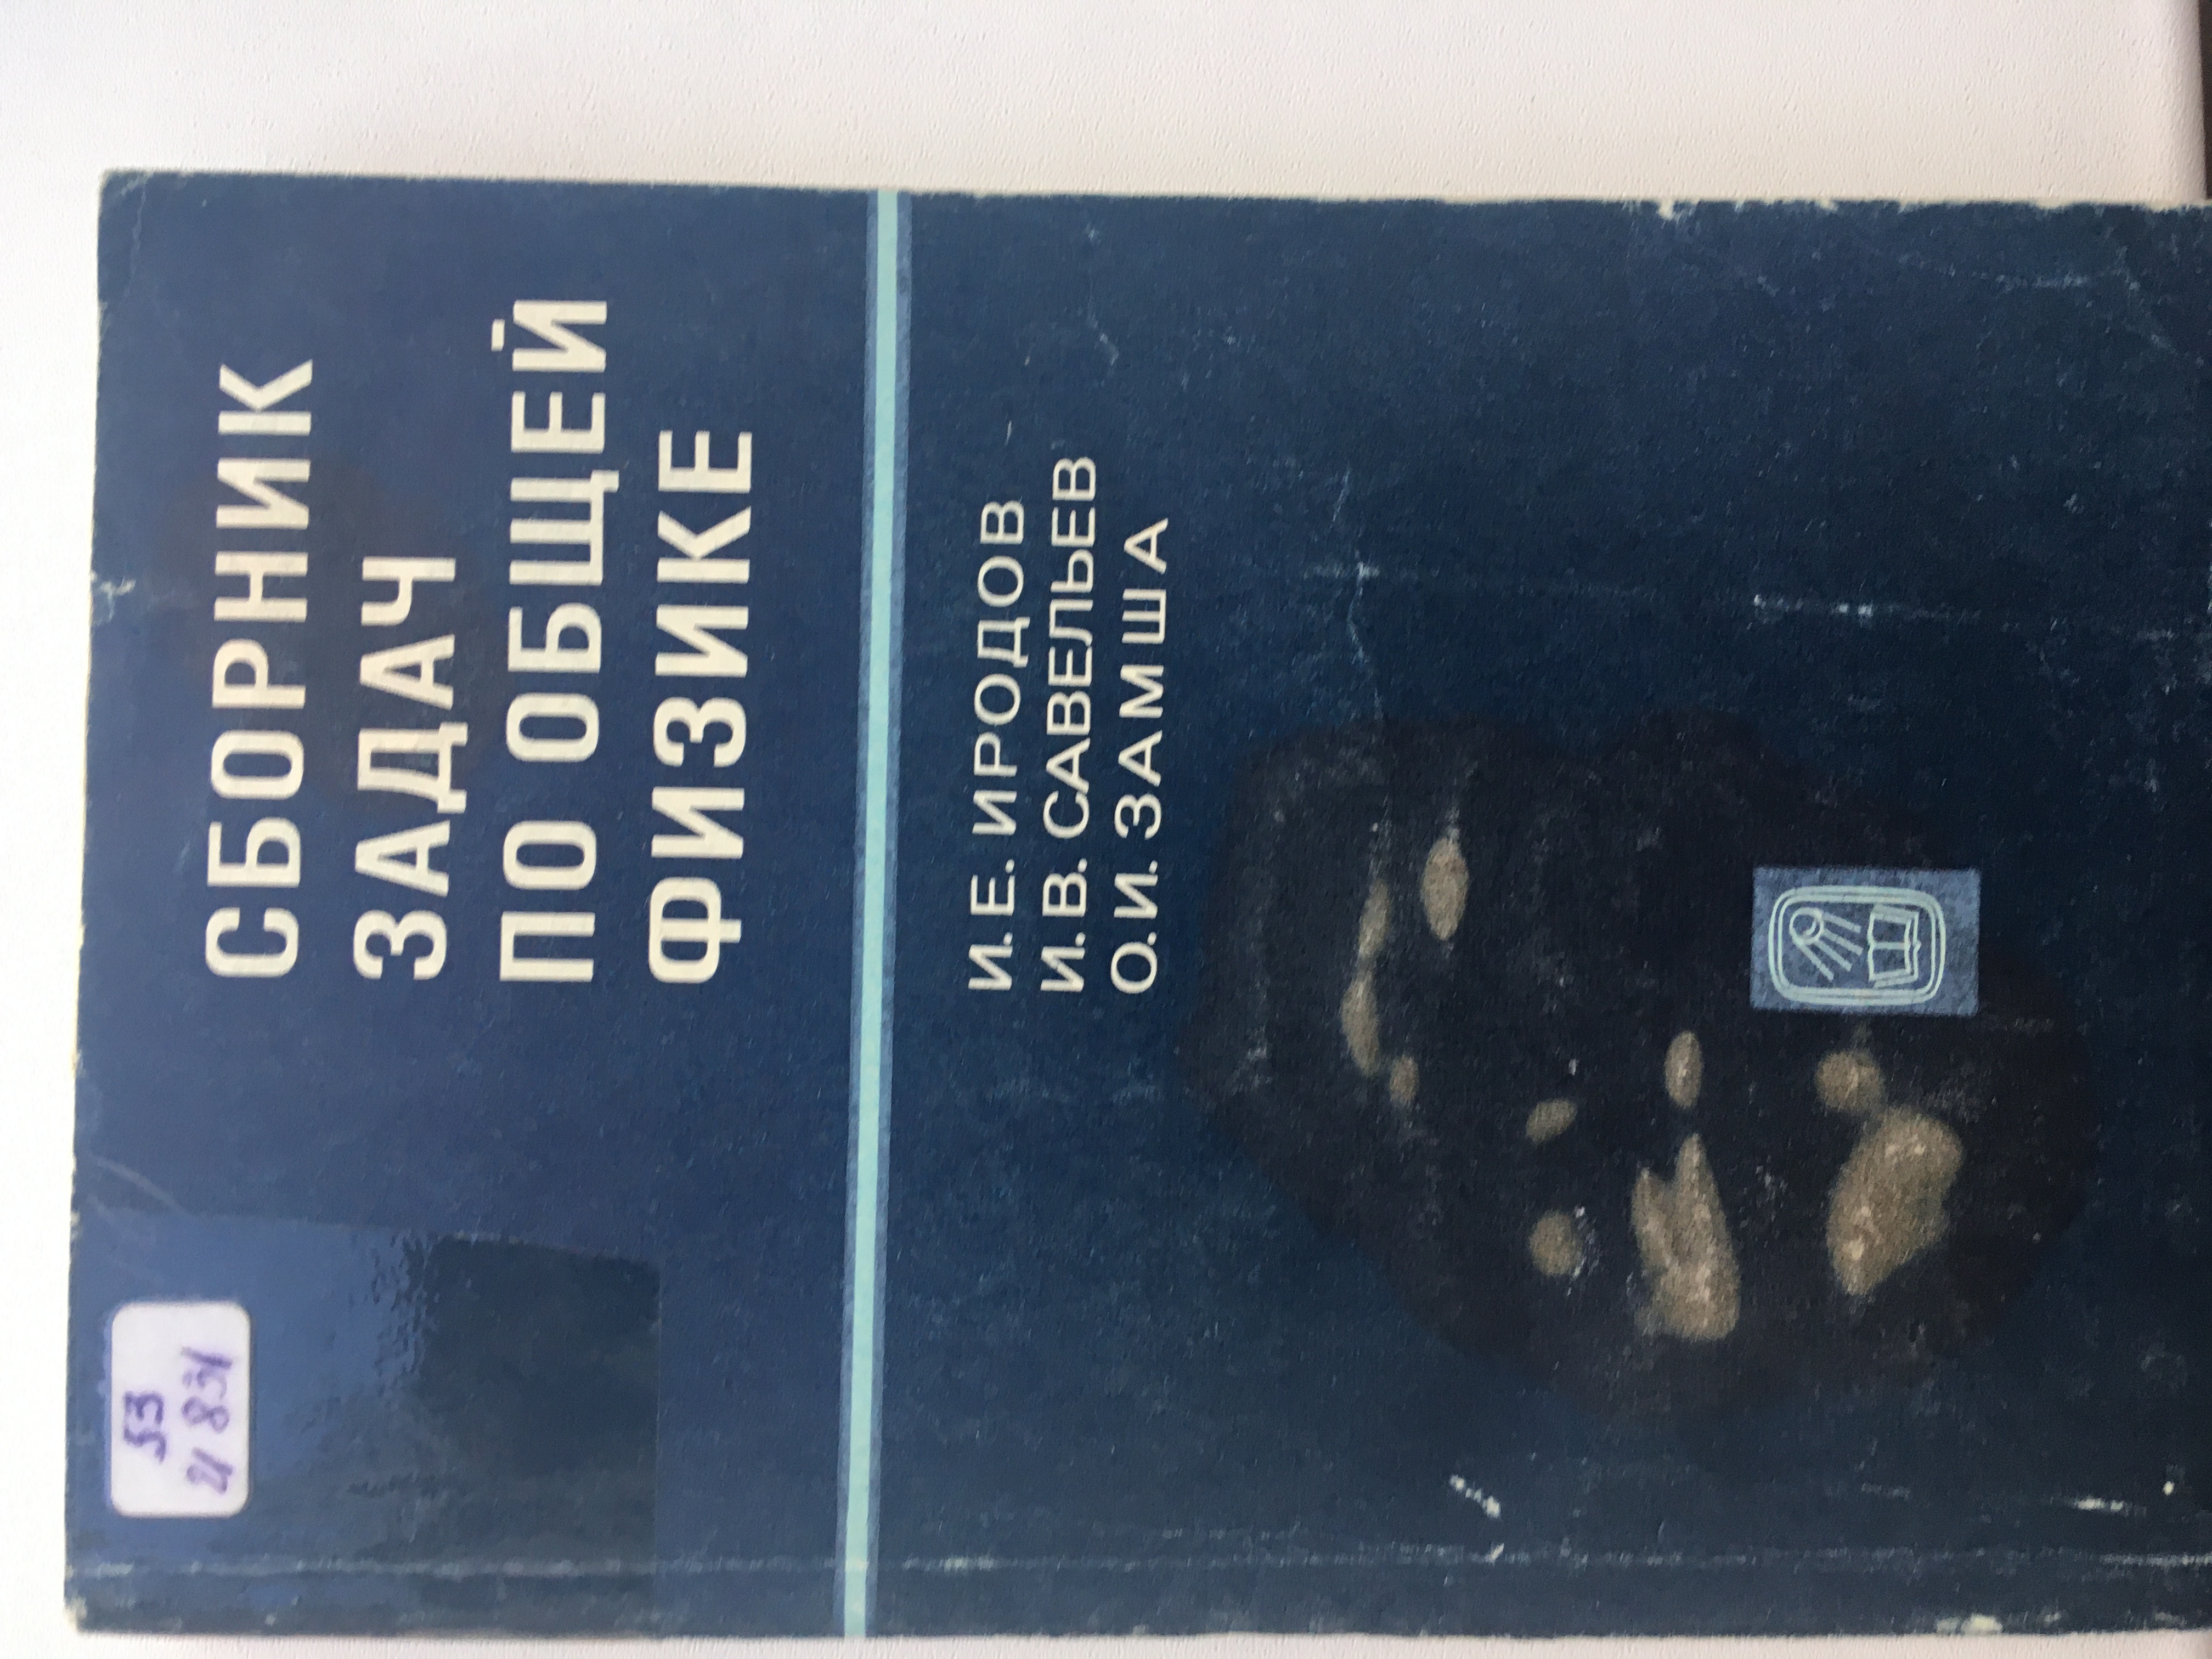 53
И 831
СБОРНИК
ЗАДАЧ
ПО ОБЩЕЙ
ФИЗИКЕ
И. Е. ИРОДОВ
И. В. САВЕЛЬЕВ
О. И. ЗАМША